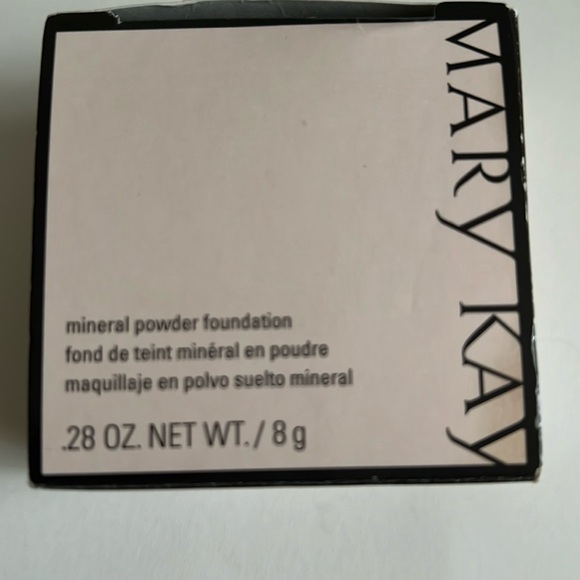 MARY KAY
mineral powder foundation
fond de teint minéral en poudre
maquillaje en polvo suelto mineral
.28 OZ. NET WT. / 8 g